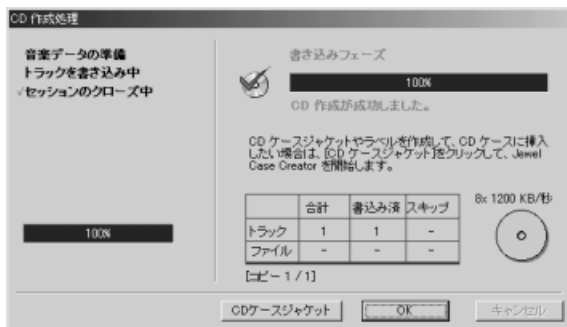 CD 作成処理
音楽データの準備
トラックを書き込み中
√セッションのクローズ中
100%
書き込みフェーズ
100%
CD 作成が成功しました。
CD ケースジャケットやラベルを作成して、CD ケースに挿入
したい場合は、[CD ケースジャケット]をクリックして、Jewel
Case Creator を開始します。
8x 1200 KB/秒
合計 書込み済 スキップ
トラック 1 1 -
ファイル - - -
[コピー 1 / 1]
CDケースジャケット OK キャンセル